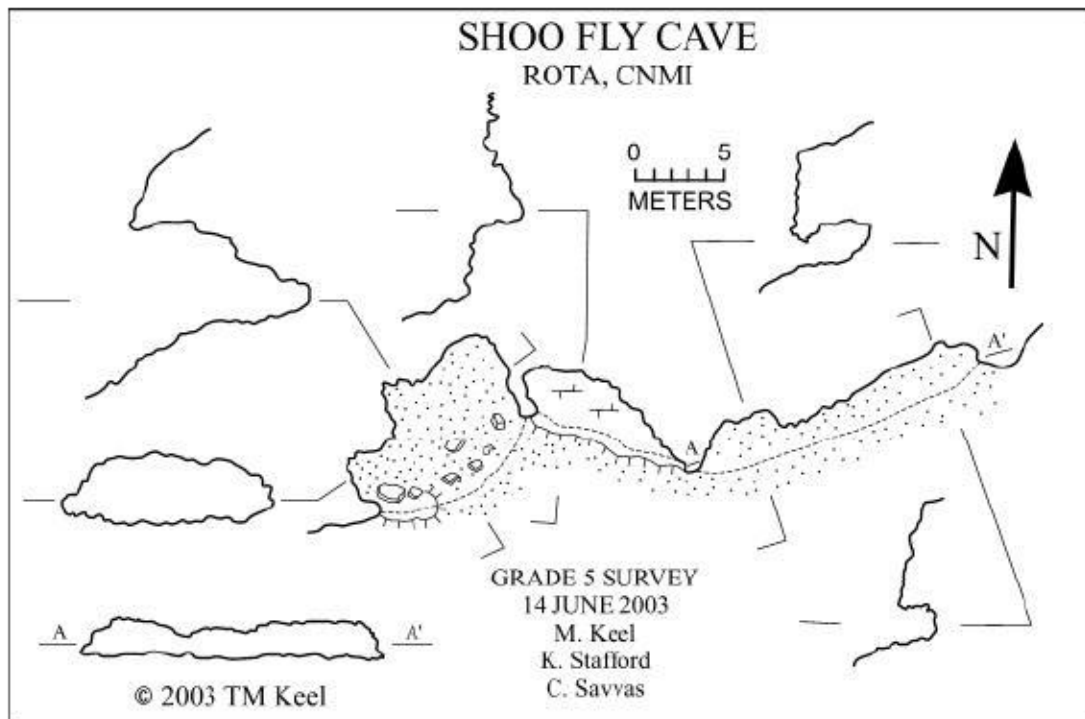 SHOO FLY CAVE
ROTA, CNMI
0 5
METERS
N
A'
A
GRADE 5 SURVEY
14 JUNE 2003
M. Keel
K. Stafford
C. Savvas
A A'
© 2003 TM Keel